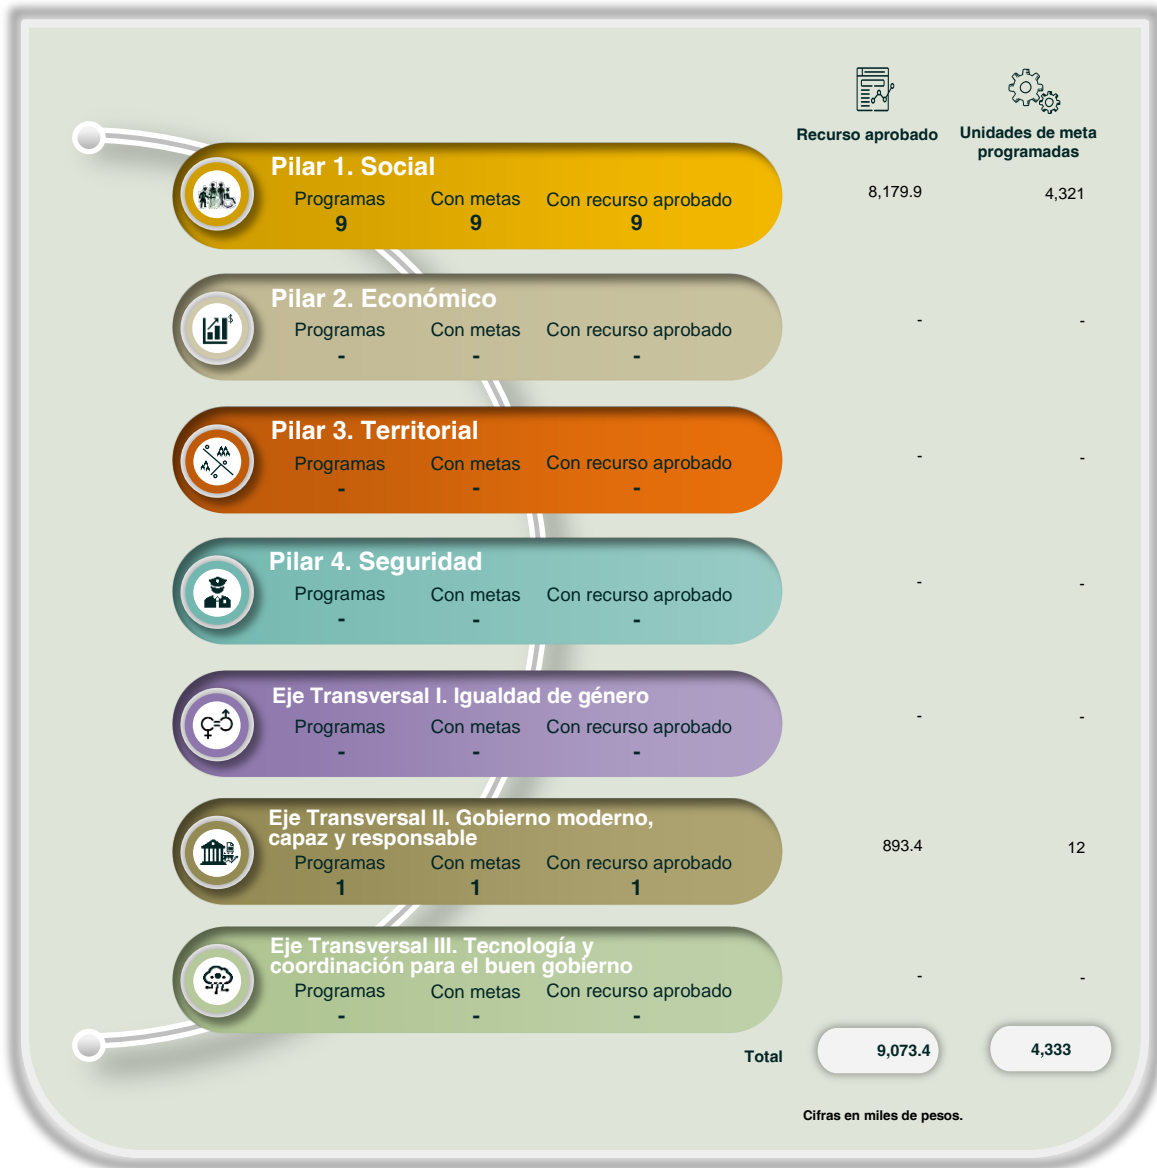 Recurso aprobado
Unidades de meta
programadas
Pilar 1. Social
Programas Con metas Con recurso aprobado
9 9 9
8,179.9 4,321
Pilar 2. Económico
Programas Con metas Con recurso aprobado
- - -
- -
Pilar 3. Territorial
Programas Con metas Con recurso aprobado
- - -
- -
Pilar 4. Seguridad
Programas Con metas Con recurso aprobado
- - -
- -
Eje Transversal I. Igualdad de género
Programas Con metas Con recurso aprobado
- - -
- -
Eje Transversal II. Gobierno moderno,
capaz y responsable
Programas Con metas Con recurso aprobado
1 1 1
893.4 12
Eje Transversal III. Tecnología y
coordinación para el buen gobierno
Programas Con metas Con recurso aprobado
- - -
- -
Total 9,073.4 4,333
Cifras en miles de pesos.